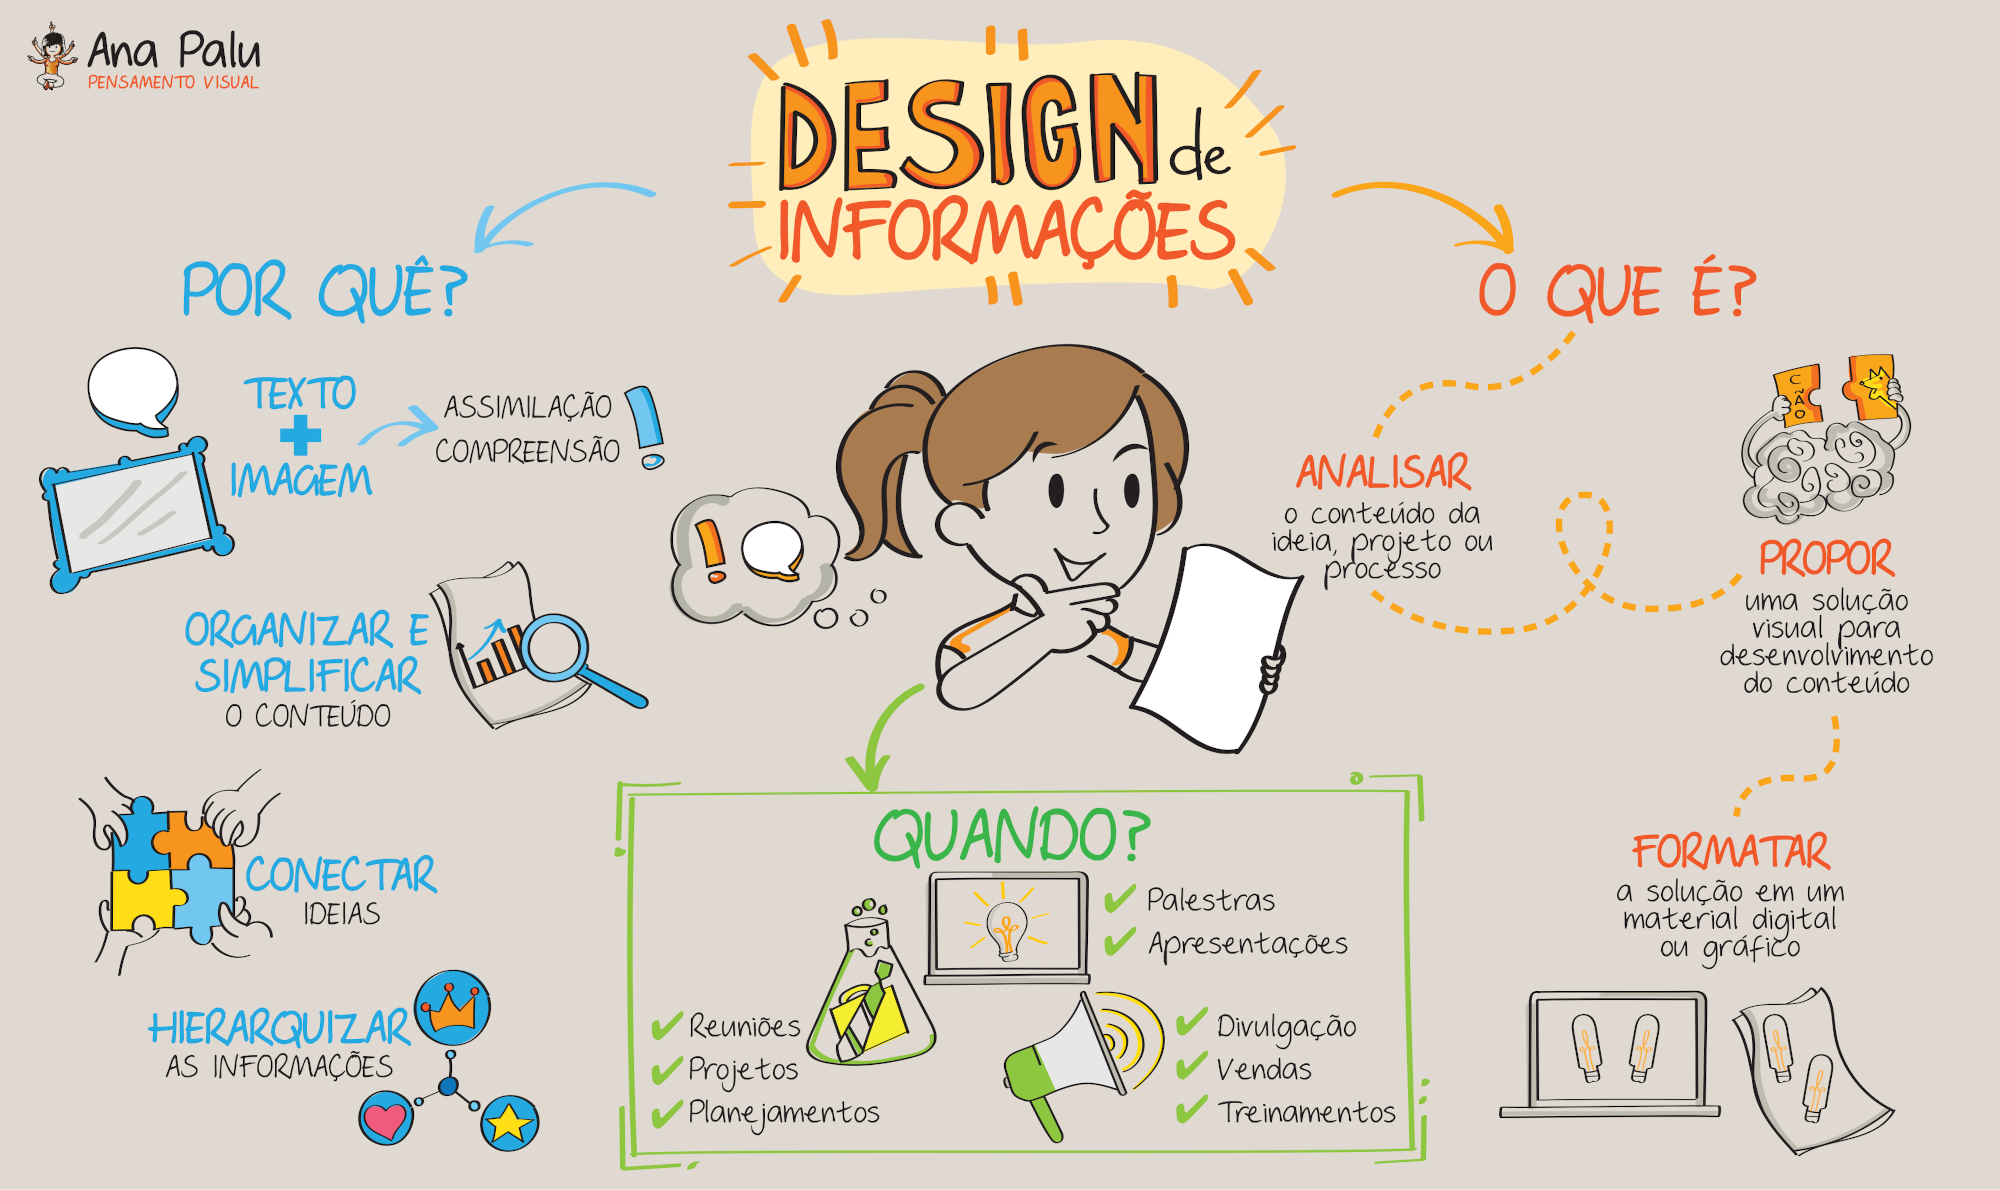 Ana Palu
PENSAMENTO VISUAL
DESIGN de
INFORMAÇÕES
POR QUÊ?
TEXTO
+
IMAGEM
ASSIMILAÇÃO
COMPREENSÃO
!
ORGANIZAR E
SIMPLIFICAR
O CONTEÚDO
CONECTAR
IDEIAS
HIERARQUIZAR
AS INFORMAÇÕES
!
O QUE É?
ANALISAR
o conteúdo da
ideia, projeto ou
processo
CÃO
PROPOR
uma solução
visual para
desenvolvimento
do conteúdo
FORMATAR
a solução em um
material digital
ou gráfico
QUANDO?
Palestras
Apresentações
Reuniões
Projetos
Planejamentos
Divulgação
Vendas
Treinamentos